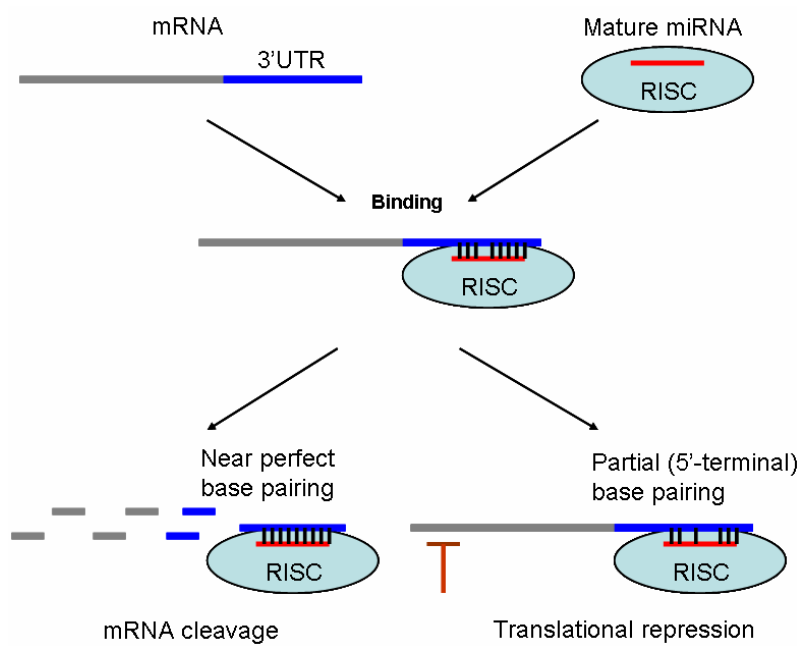 mRNA
Mature miRNA
3’UTR
RISC
Binding
RISC
Near perfect
base pairing
Partial (5’-terminal)
base pairing
RISC
RISC
mRNA cleavage
Translational repression